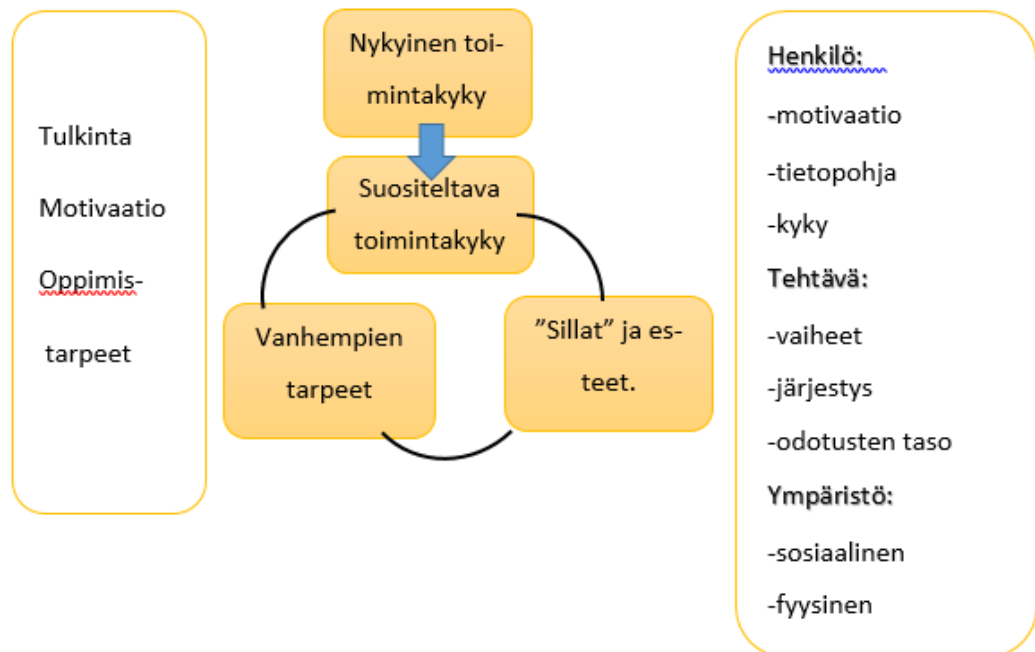 Tulkinta
Motivaatio
Oppimis-
tarpeet
Nykyinen toi-
mintakyky
Suositeltava
toimintakyky
Vanhempien
tarpeet
”Sillat” ja es-
teet.
Henkilö:
-motivaatio
-tietopohja
-kyky
Tehtävä:
-vaiheet
-järjestys
-odotusten taso
Ympäristö:
-sosiaalinen
-fyysinen